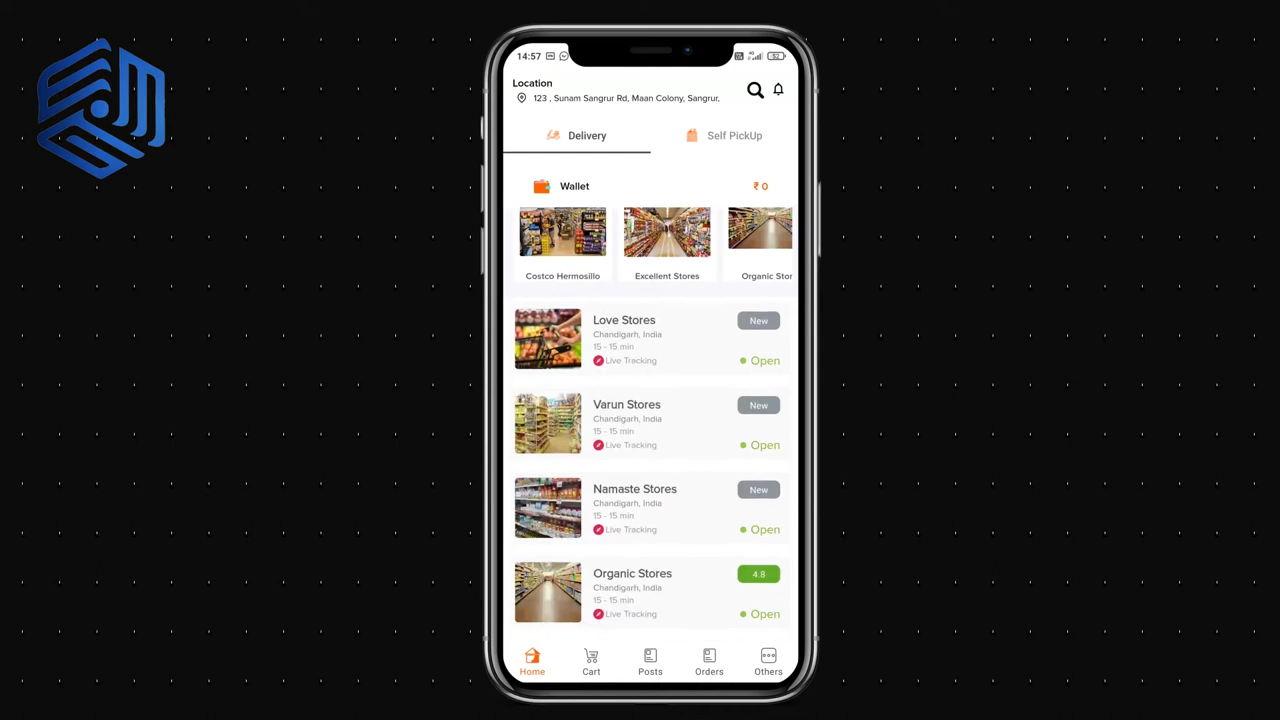 14:57
52
Location
123 , Sunam Sangrur Rd, Maan Colony, Sangrur,
Delivery
Self PickUp
Wallet
₹ 0
Costco Hermosillo
Excellent Stores
Organic Stor
Love Stores
New
Chandigarh, India
15 - 15 min
Live Tracking
Open
Varun Stores
New
Chandigarh, India
15 - 15 min
Live Tracking
Open
Namaste Stores
New
Chandigarh, India
15 - 15 min
Live Tracking
Open
Organic Stores
4.8
Chandigarh, India
15 - 15 min
Live Tracking
Open
Home
Cart
Posts
Orders
Others